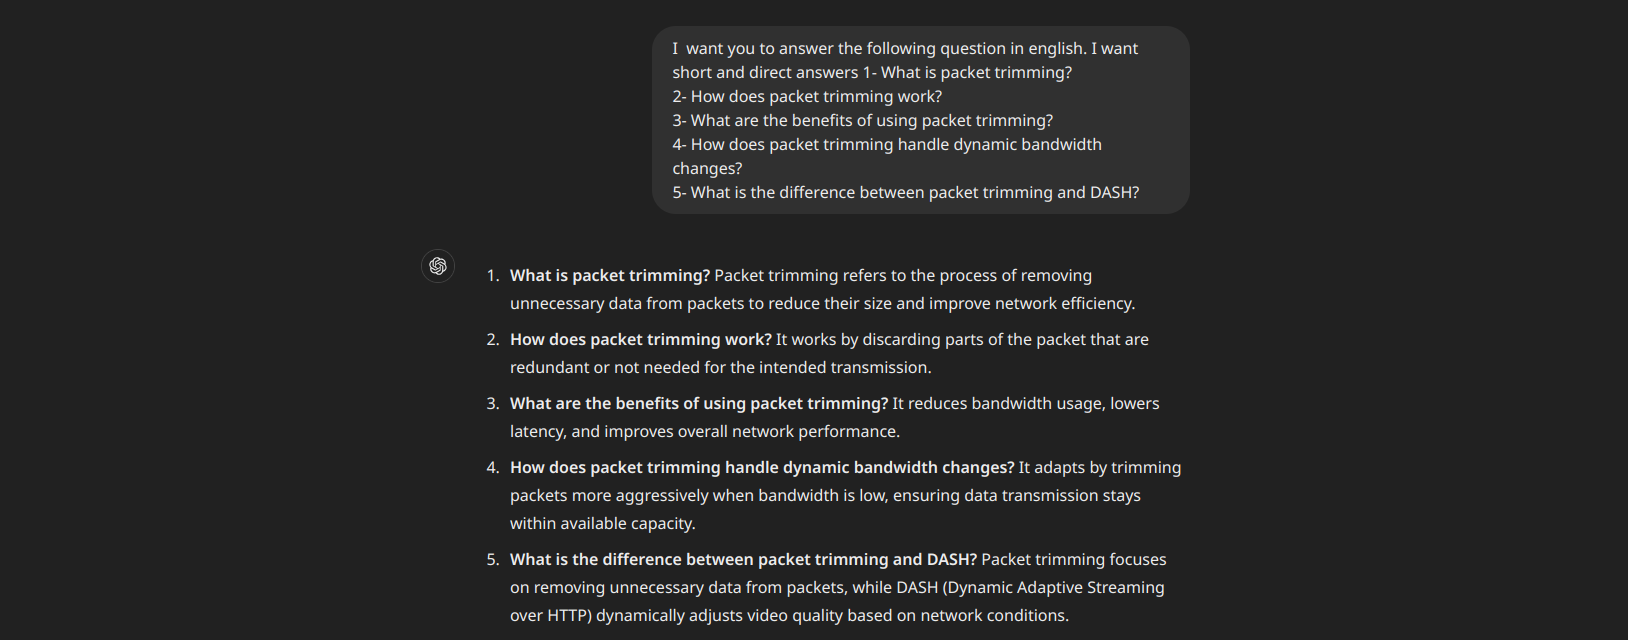 I  want you to answer the following question in english. I want
short and direct answers 1- What is packet trimming?
2- How does packet trimming work?
3- What are the benefits of using packet trimming?
4- How does packet trimming handle dynamic bandwidth
changes?
5- What is the difference between packet trimming and DASH?
1. What is packet trimming? Packet trimming refers to the process of removing
unnecessary data from packets to reduce their size and improve network efficiency.
2. How does packet trimming work? It works by discarding parts of the packet that are
redundant or not needed for the intended transmission.
3. What are the benefits of using packet trimming? It reduces bandwidth usage, lowers
latency, and improves overall network performance.
4. How does packet trimming handle dynamic bandwidth changes? It adapts by trimming
packets more aggressively when bandwidth is low, ensuring data transmission stays
within available capacity.
5. What is the difference between packet trimming and DASH? Packet trimming focuses
on removing unnecessary data from packets, while DASH (Dynamic Adaptive Streaming
over HTTP) dynamically adjusts video quality based on network conditions.